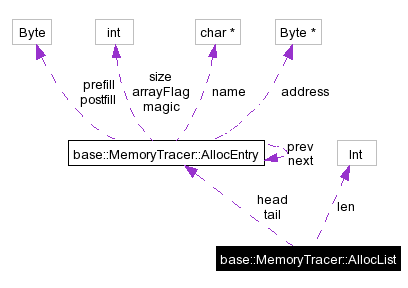 Byte
int
char *
Byte *
prefill
postfill
size
arrayFlag
magic
name
address
base::MemoryTracer::AllocEntry
prev
next
Int
head
tail
len
base::MemoryTracer::AllocList